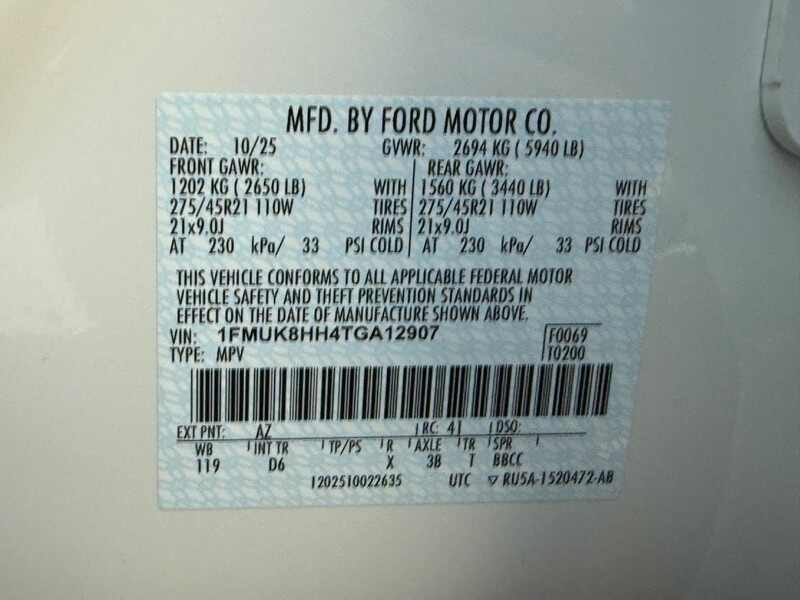 MFD. BY FORD MOTOR CO.
DATE: 10/25 GVWR: 2694 KG ( 5940 LB)
FRONT GAWR: REAR GAWR:
1202 KG ( 2650 LB) WITH 1560 KG ( 3440 LB) WITH
275/45R21 110W TIRES 275/45R21 110W TIRES
21x9.0J RIMS 21x9.0J RIMS
AT 230 kPa/ 33 PSI COLD AT 230 kPa/ 33 PSI COLD
THIS VEHICLE CONFORMS TO ALL APPLICABLE FEDERAL MOTOR
VEHICLE SAFETY AND THEFT PREVENTION STANDARDS IN
EFFECT ON THE DATE OF MANUFACTURE SHOWN ABOVE.
VIN: 1FMUK8HH4TGA12907 F0069
TYPE: MPV T0200
EXT PNT: AZ RC: 41 DSO:
WB INT TR TP/PS R AXLE TR SPR
119 D6 X 3B T BBCC
1202510022635 UTC ▽ RU5A-1520472-AB